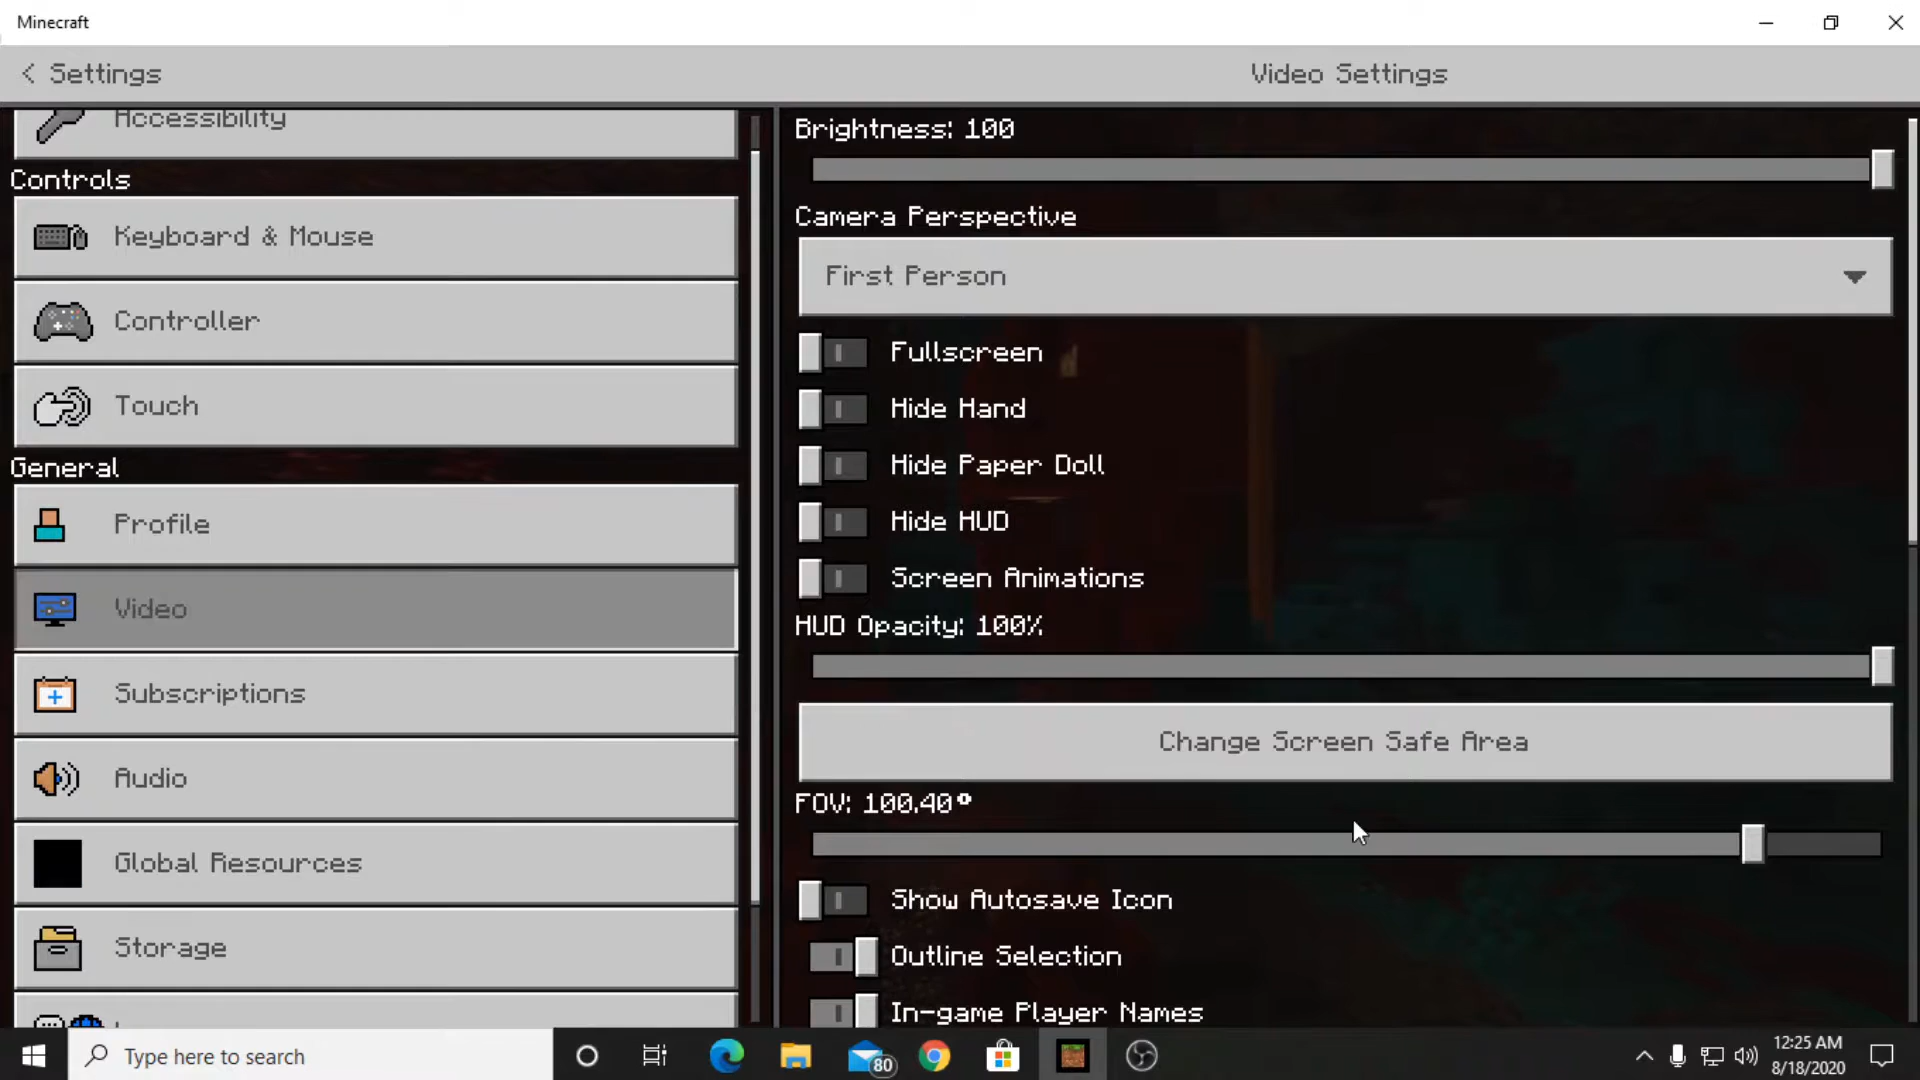 Minecraft
Settings
Video Settings
Accessibility
Controls
Keyboard & Mouse
Controller
Touch
General
Profile
Video
Subscriptions
Audio
Global Resources
Storage
Brightness: 100
Camera Perspective
First Person
Fullscreen
Hide Hand
Hide Paper Doll
Hide HUD
Screen Animations
HUD Opacity: 100%
Change Screen Safe Area
FOV: 100.40°
Show Autosave Icon
Outline Selection
In-game Player Names
Type here to search
80
12:25 AM
8/18/2020